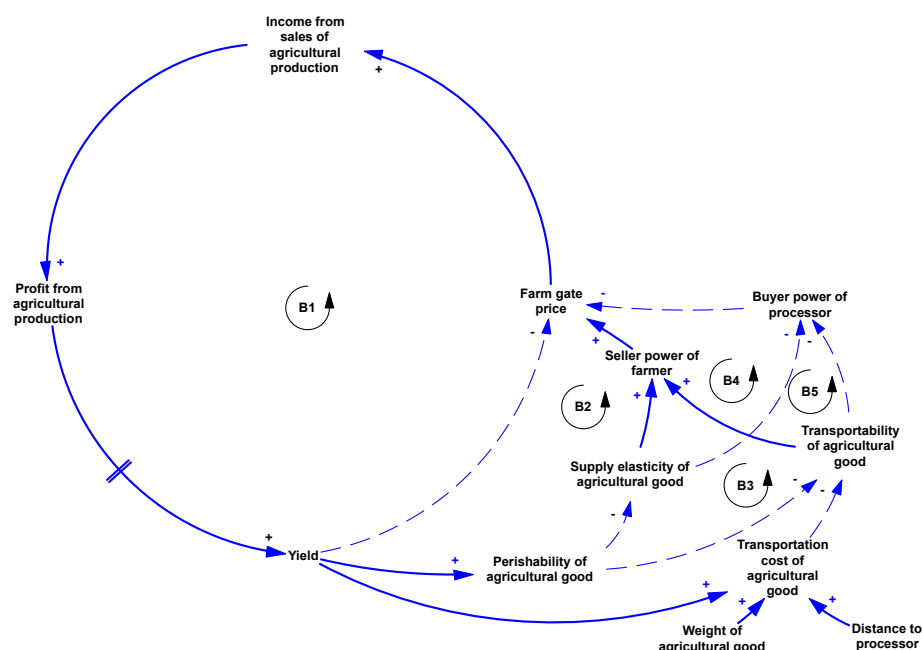 Income from
sales of
agricultural
production
+
+
Profit from
agricultural
production
B1
Farm gate
price
-
-
Buyer power of
processor
+
-
-
Seller power of
farmer
+
+
B2
B4
B5
Transportability
of agricultural
good
Supply elasticity of
agricultural good
B3
-
-
-
+
Yield
+
Perishability of
agricultural good
Transportation
cost of
agricultural
good
+
+
+
Weight of
agricultural good
Distance to
processor